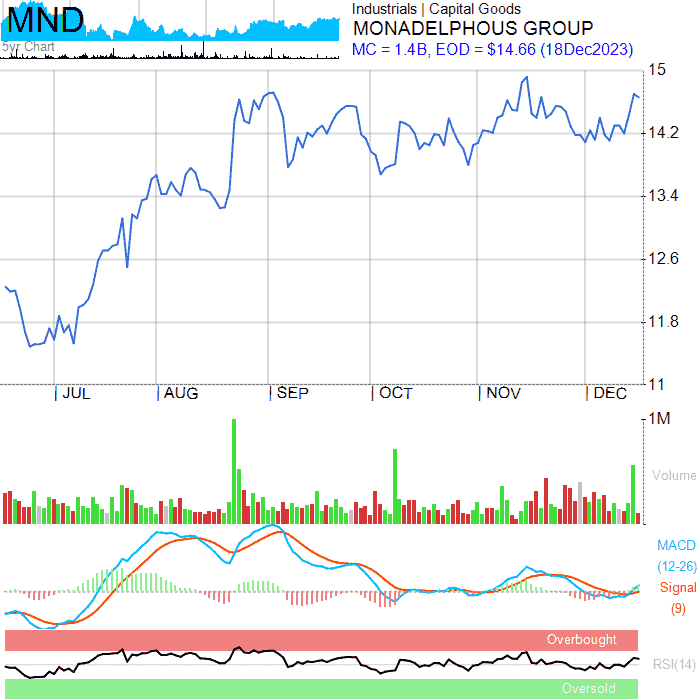 MND
5yr Chart
Industrials | Capital Goods
MONADELPHOUS GROUP
MC = 1.4B, EOD = $14.66 (18Dec2023)
15
14.2
13.4
12.6
11.8
11
| JUL | AUG | SEP | OCT | NOV | DEC
1M
Volume
MACD
(12-26)
Signal
(9)
Overbought
RSI(14)
Oversold